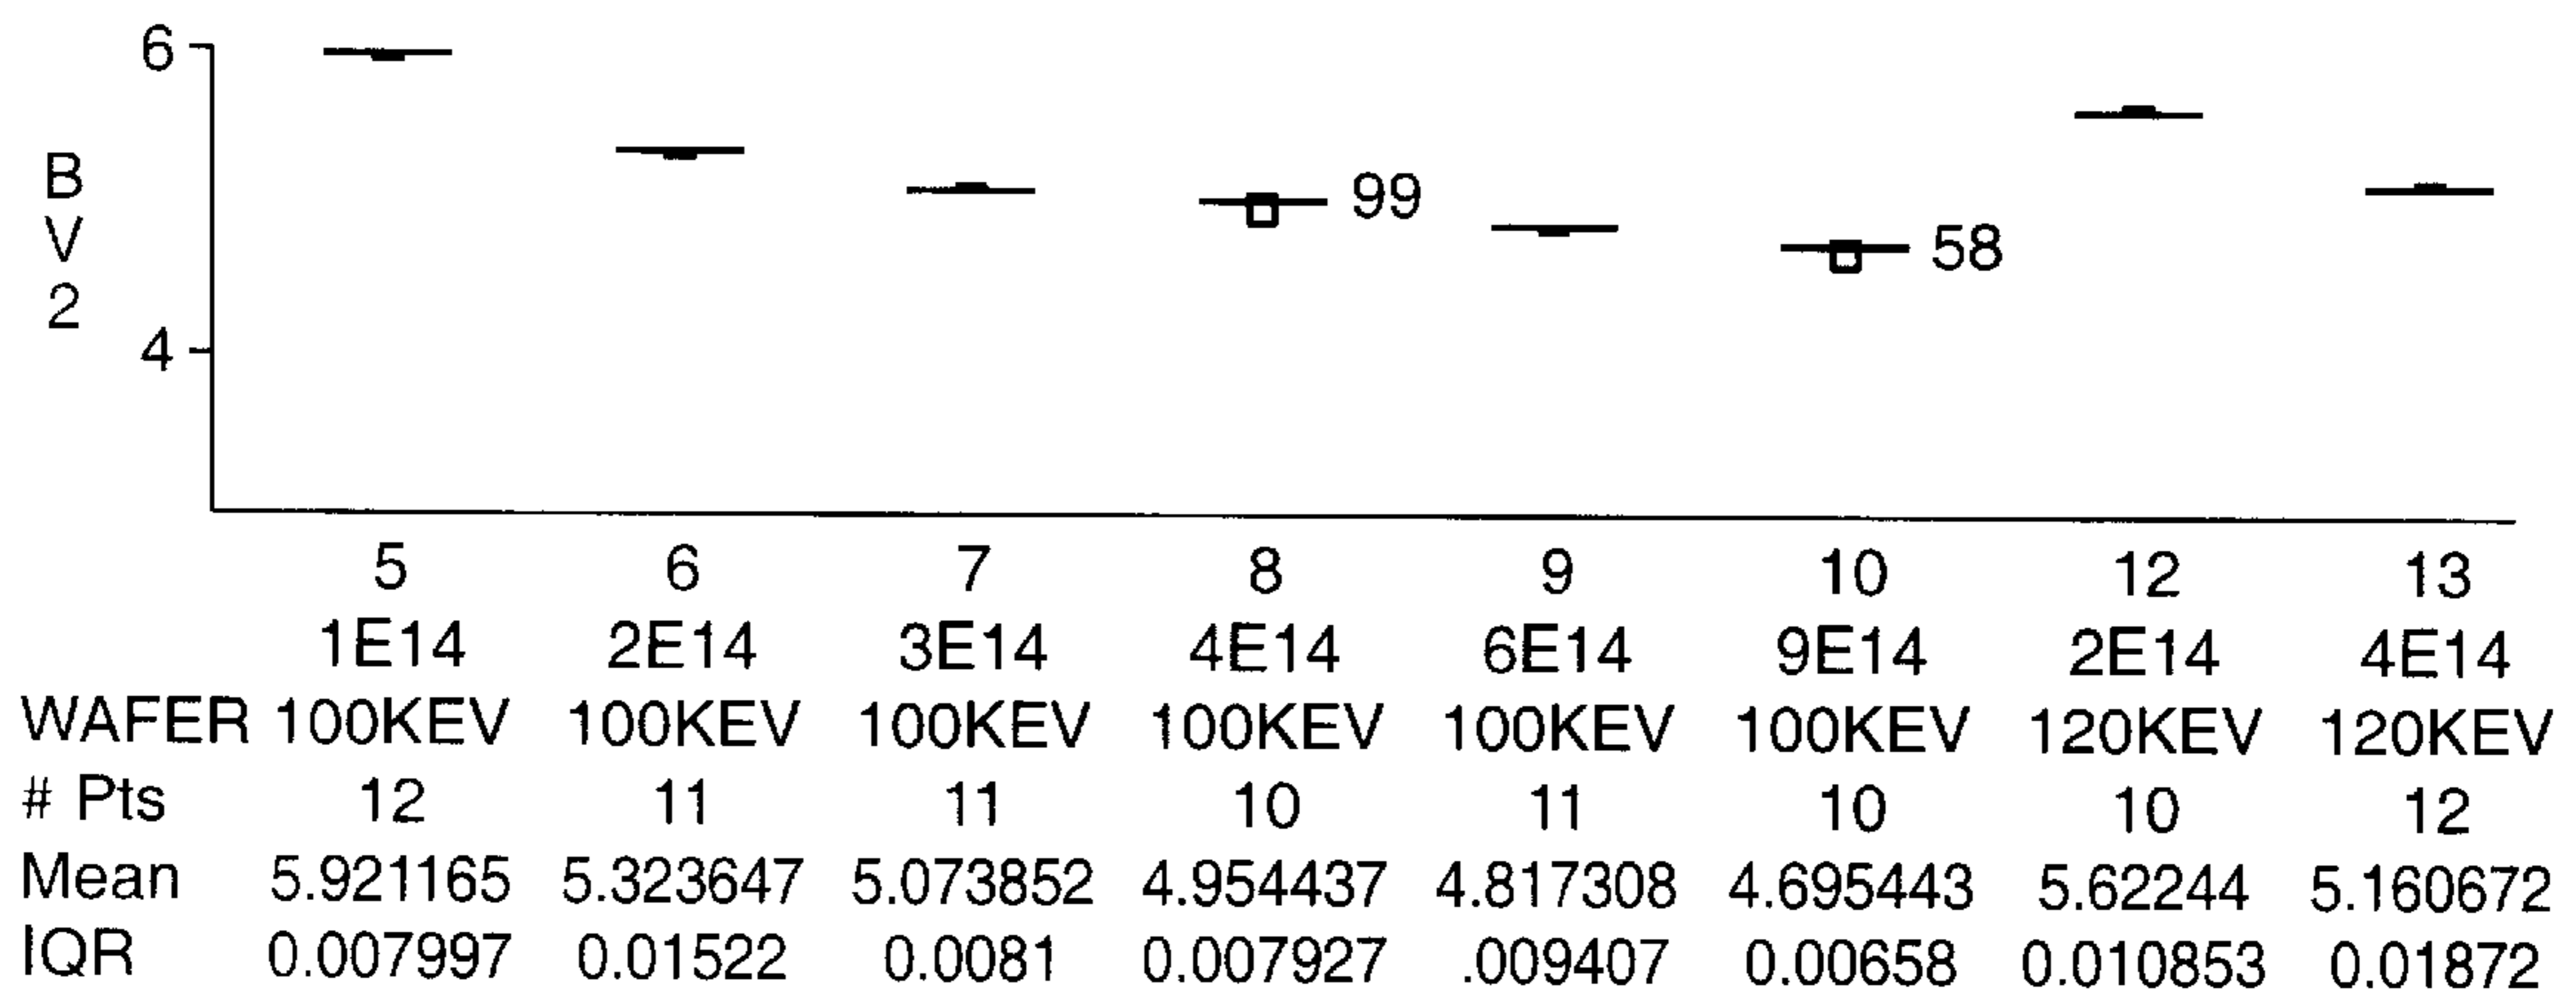 6
B
V
2
4
99
58
5 6 7 8 9 10 12 13
1E14 2E14 3E14 4E14 6E14 9E14 2E14 4E14
WAFER 100KEV 100KEV 100KEV 100KEV 100KEV 100KEV 120KEV 120KEV
# Pts 12 11 11 10 11 10 10 12
Mean 5.921165 5.323647 5.073852 4.954437 4.817308 4.695443 5.62244 5.160672
IQR 0.007997 0.01522 0.0081 0.007927 .009407 0.00658 0.010853 0.01872